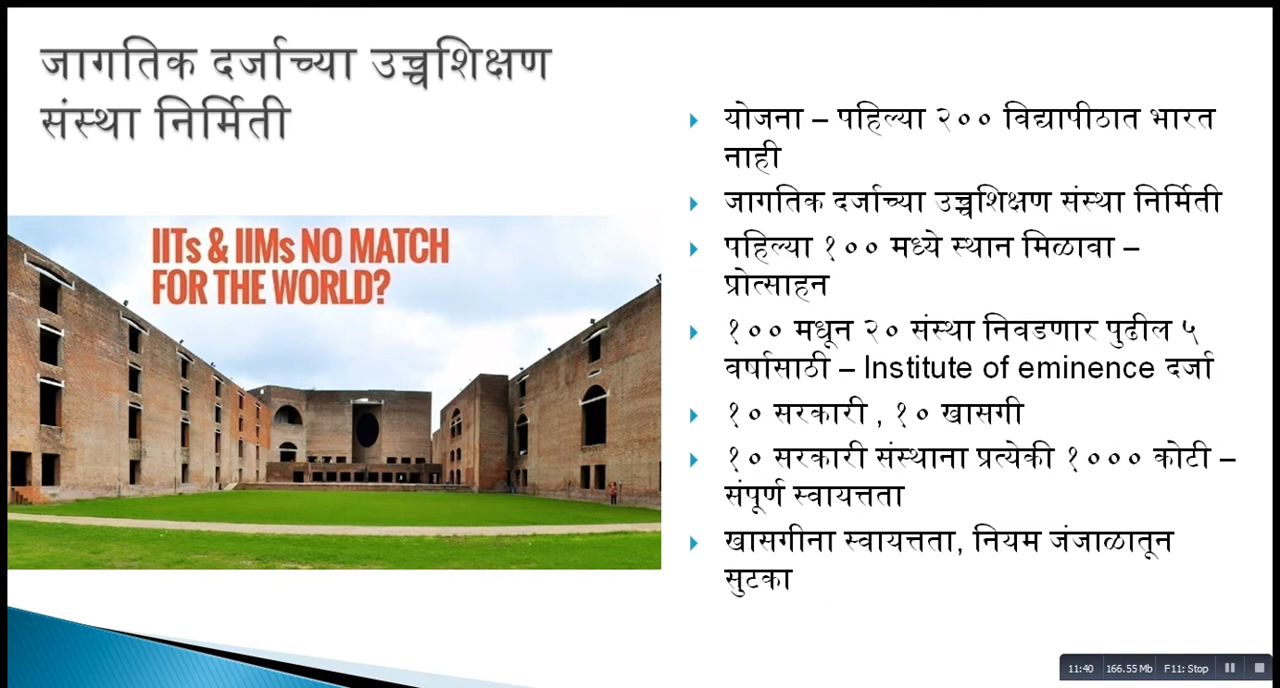 जागतिक दर्जाच्या उच्चशिक्षण
संस्था निर्मिती
IITs & IIMs NO MATCH
FOR THE WORLD?
योजना – पहिल्या २०० विद्यापीठात भारत
नाही
जागतिक दर्जाच्या उच्चशिक्षण संस्था निर्मिती
पहिल्या १०० मध्ये स्थान मिळावा –
प्रोत्साहन
१०० मधून २० संस्था निवडणार पुढील ५
वर्षासाठी – Institute of eminence दर्जा
१० सरकारी , १० खासगी
१० सरकारी संस्थाना प्रत्येकी १००० कोटी –
संपूर्ण स्वायत्तता
खासगीना स्वायत्तता, नियम जंजाळातून
सुटका
11:40 166.55 Mb F11: Stop